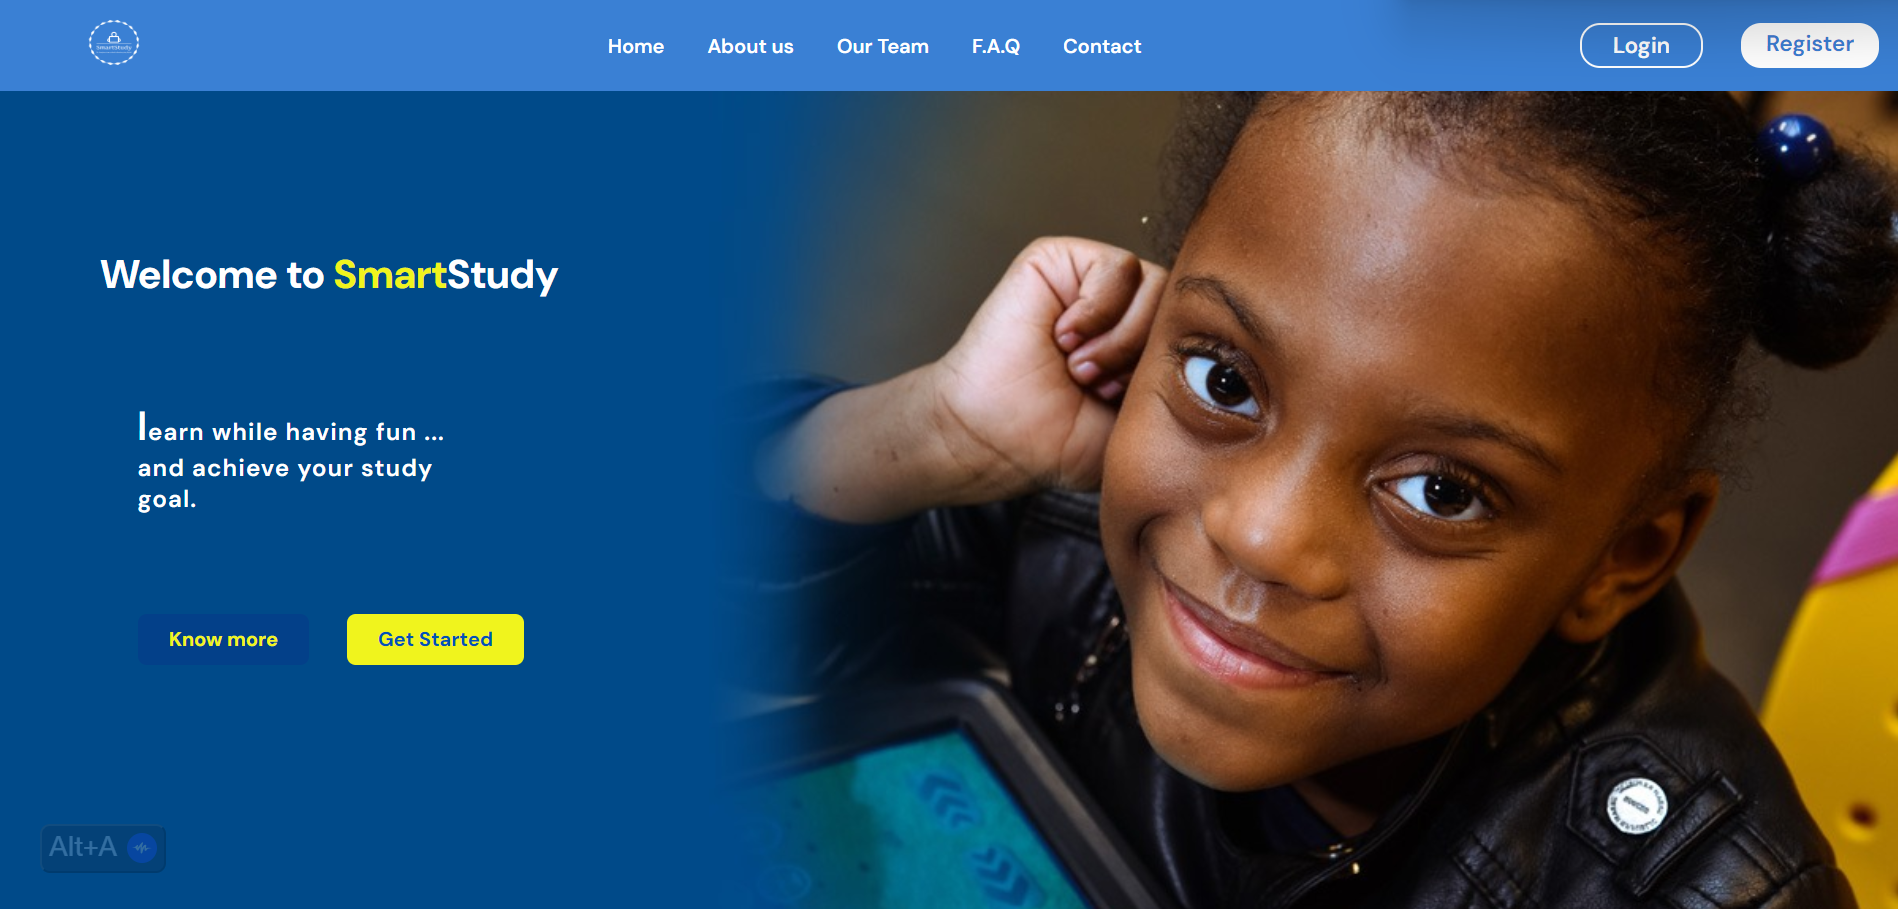 SmartStudy
Home
About us
Our Team
F.A.Q
Contact
Login
Register
Welcome to SmartStudy
learn while having fun ...
and achieve your study
goal.
Know more
Get Started
Alt+A